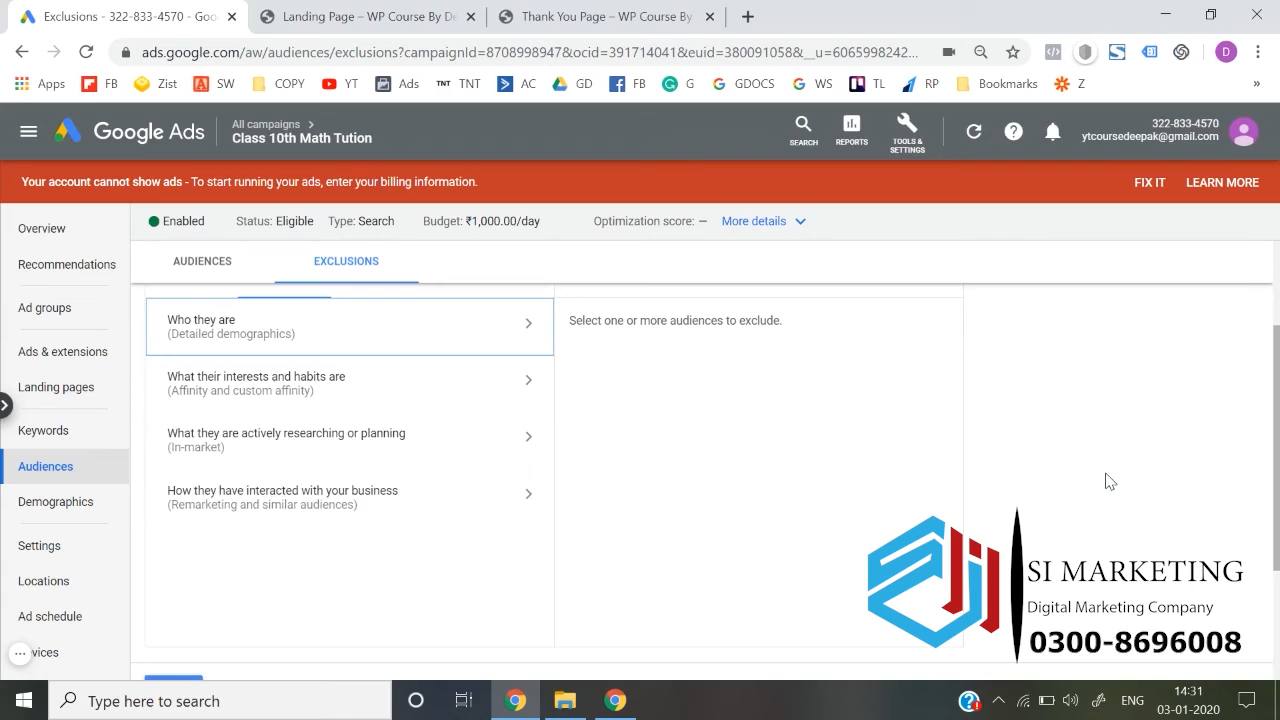 Exclusions - 322-833-4570 - Goo
Landing Page – WP Course By De
Thank You Page – WP Course By
ads.google.com/aw/audiences/exclusions?campaignId=8708998947&ocid=391714041&euid=3800091058&__u=6065998242...
Apps
FB
Zist
SW
COPY
YT
Ads
TNT TNT
AC
GD
FB
G
GDOCS
WS
TL
RP
Bookmarks
Z
»
Google Ads
All campaigns
Class 10th Math Tution
SEARCH
REPORTS
TOOLS & SETTINGS
322-833-4570
ytcoursedeepak@gmail.com
Your account cannot show ads - To start running your ads, enter your billing information.
FIX IT
LEARN MORE
Enabled Status: Eligible Type: Search Budget: ₹1,000.00/day Optimization score: – More details
Overview
Recommendations
Ad groups
Ads & extensions
Landing pages
Keywords
Audiences
Demographics
Settings
Locations
Ad schedule
vices
AUDIENCES
EXCLUSIONS
Who they are
(Detailed demographics)
What their interests and habits are
(Affinity and custom affinity)
What they are actively researching or planning
(In-market)
How they have interacted with your business
(Remarketing and similar audiences)
Select one or more audiences to exclude.
SI MARKETING
Digital Marketing Company
0300-8696008
Type here to search
ENG
14:31
03-01-2020